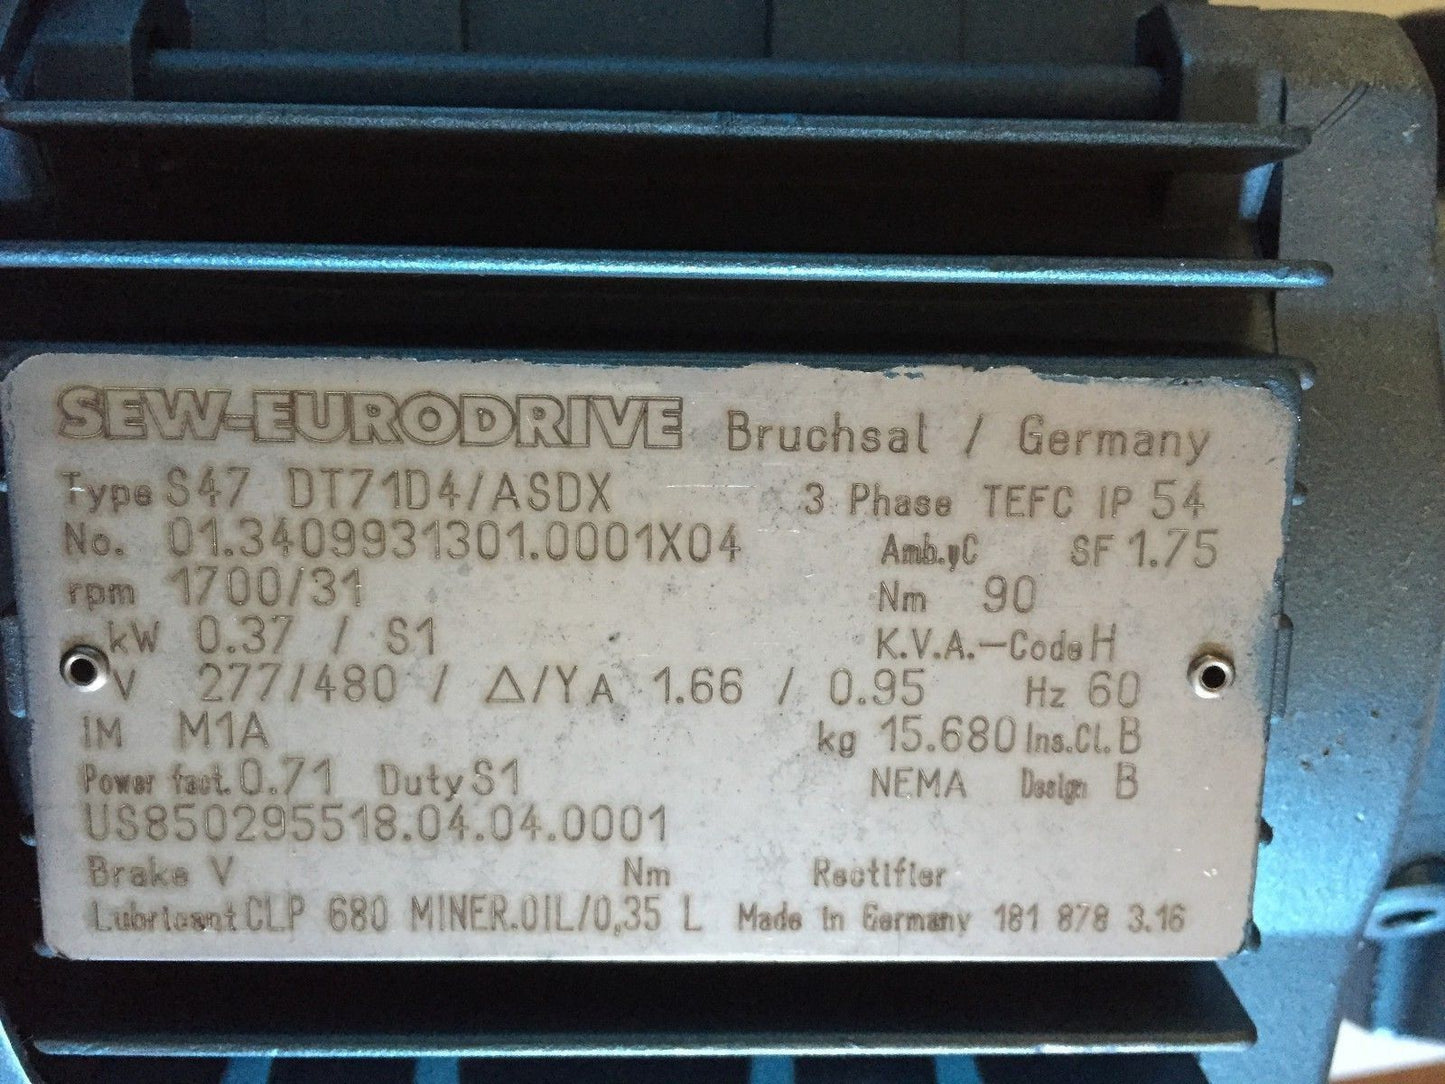 SEW-EURODRIVE Bruchsal / Germany
Type S47 DT71D4/ASDX 3 Phase TEFC IP 54
No. 01.3409931301.0001X04 Amb.γC SF 1.75
rpm 1700/31 Nm 90
kW 0.37 / S1 K.V.A.-Code H
V 277/480 / Δ/Y A 1.66 / 0.95 Hz 60
IM M1A kg 15.680 Ins.Cl. B
Power fact. 0.71 Duty S1 NEMA Design B
US850295518.04.04.0001
Brake V Nm Rectifier
Lubricant CLP 680 MINER.OIL/0,35 L Made in Germany 181 878 3.16